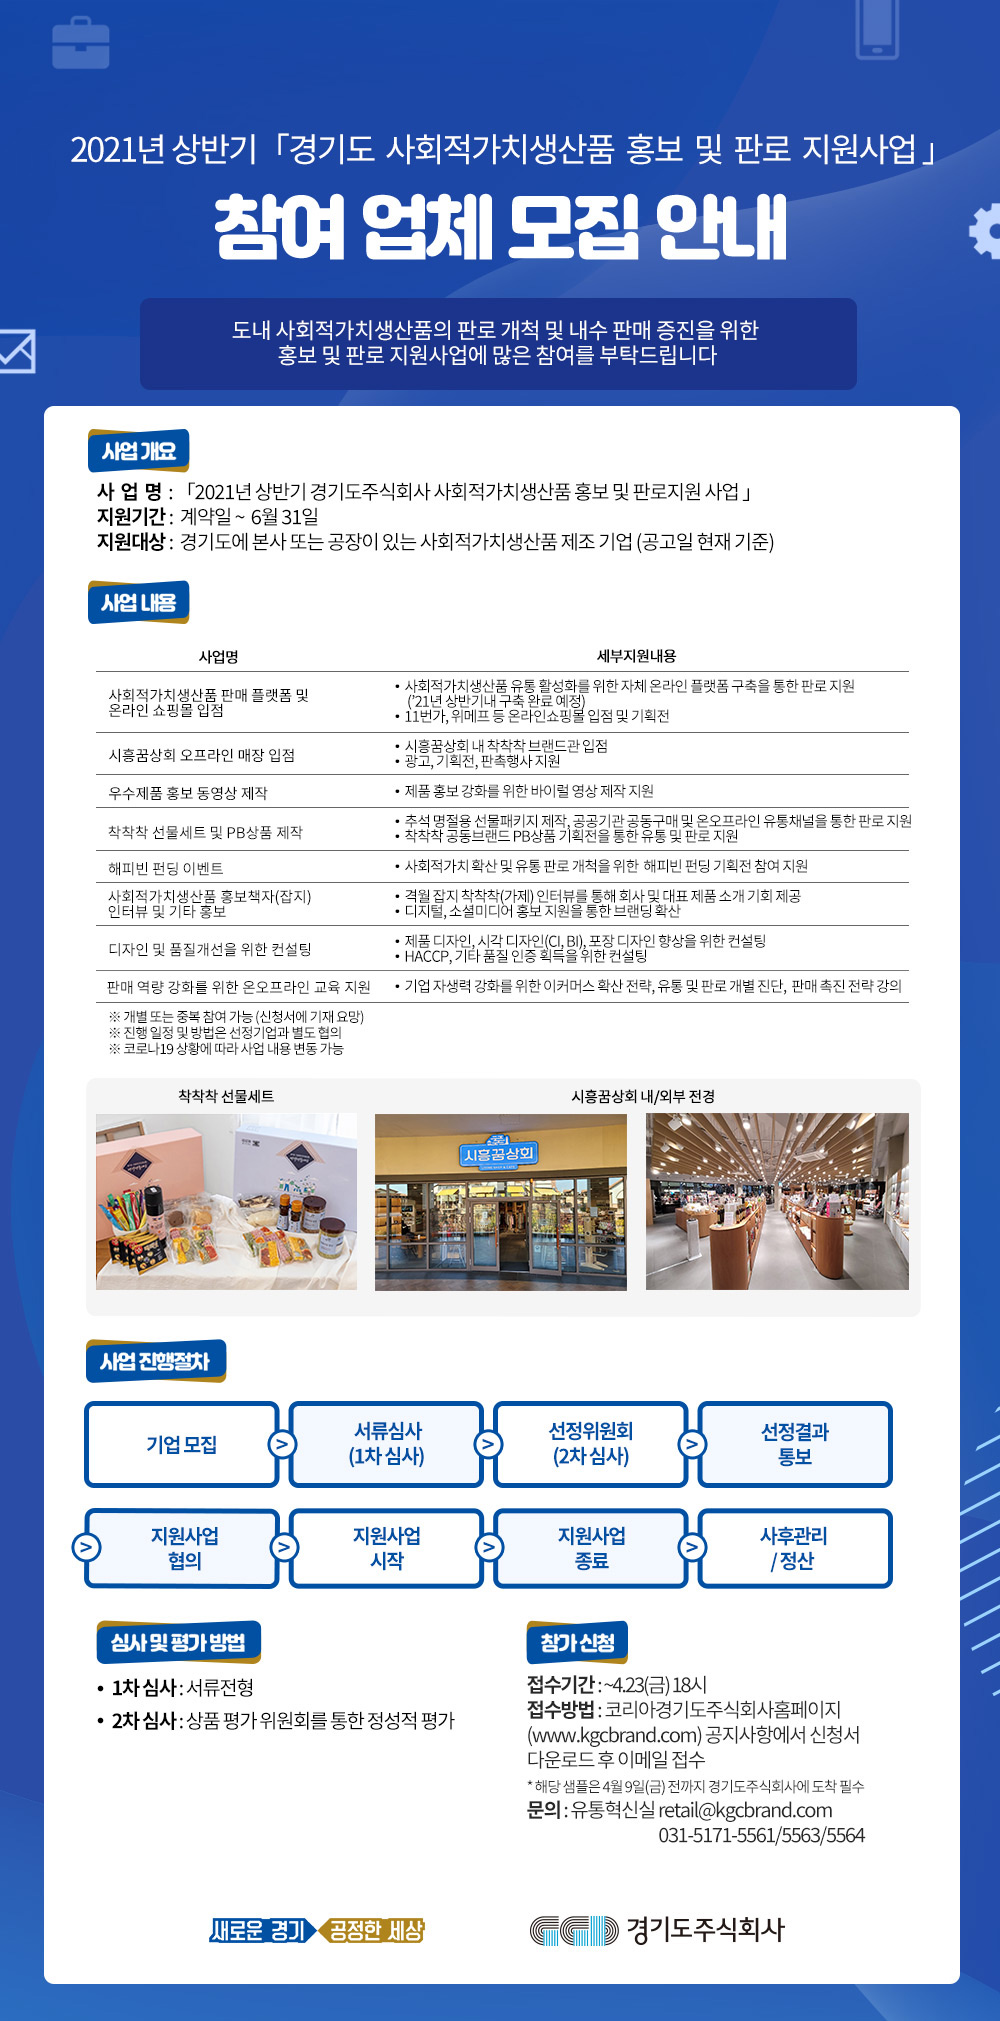 2021년 상반기 「경기도 사회적가치생산품 홍보 및 판로 지원사업」
참여 업체 모집 안내
도내 사회적가치생산품의 판로 개척 및 내수 판매 증진을 위한
홍보 및 판로 지원사업에 많은 참여를 부탁드립니다
사업 개요
사 업 명 : 「2021년 상반기 경기도주식회사 사회적가치생산품 홍보 및 판로지원 사업」
지원기간 : 계약일 ~ 6월 31일
지원대상 : 경기도에 본사 또는 공장이 있는 사회적가치생산품 제조 기업 (공고일 현재 기준)
사업 내용
사업명 세부지원내용
사회적가치생산품 판매 플랫폼 및
온라인 쇼핑몰 입점
• 사회적가치생산품 유통 활성화를 위한 자체 온라인 플랫폼 구축을 통한 판로 지원
('21년 상반기내 구축 완료 예정)
• 11번가, 위메프 등 온라인쇼핑몰 입점 및 기획전
시흥꿈상회 오프라인 매장 입점
• 시흥꿈상회 내 착착착 브랜드관 입점
• 광고, 기획전, 판촉행사 지원
우수제품 홍보 동영상 제작
• 제품 홍보 강화를 위한 바이럴 영상 제작 지원
착착착 선물세트 및 PB상품 제작
• 추석 명절용 선물패키지 제작, 공공기관 공동구매 및 온오프라인 유통채널을 통한 판로 지원
• 착착착 공동브랜드 PB상품 기획전을 통한 유통 및 판로 지원
해피빈 펀딩 이벤트
• 사회적가치 확산 및 유통 판로 개척을 위한 해피빈 펀딩 기획전 참여 지원
사회적가치생산품 홍보책자(잡지)
인터뷰 및 기타 홍보
• 격월 잡지 착착착(가제) 인터뷰를 통해 회사 및 대표 제품 소개 기회 제공
• 디지털, 소셜미디어 홍보 지원을 통한 브랜딩 확산
디자인 및 품질개선을 위한 컨설팅
• 제품 디자인, 시각 디자인(CI, BI), 포장 디자인 향상을 위한 컨설팅
• HACCP, 기타 품질 인증 획득을 위한 컨설팅
판매 역량 강화를 위한 온오프라인 교육 지원
• 기업 자생력 강화를 위한 이커머스 확산 전략, 유통 및 판로 개별 진단, 판매 촉진 전략 강의
※ 개별 또는 중복 참여 가능 (신청서에 기재 요망)
※ 진행 일정 및 방법은 선정기업과 별도 협의
※ 코로나19 상황에 따라 사업 내용 변동 가능
착착착 선물세트
시흥꿈상회 내/외부 전경
시흥꿈상회
사업 진행절차
기업 모집
>
서류심사
(1차 심사)
>
선정위원회
(2차 심사)
>
선정결과
통보
>
지원사업
협의
>
지원사업
시작
>
지원사업
종료
>
사후관리
/ 정산
심사 및 평가 방법
• 1차 심사 : 서류전형
• 2차 심사 : 상품 평가 위원회를 통한 정성적 평가
참가 신청
접수기간 : ~4.23(금) 18시
접수방법 : 코리아경기도주식회사홈페이지
(www.kgcbrand.com) 공지사항에서 신청서
다운로드 후 이메일 접수
* 해당 샘플은 4월 9일(금) 전까지 경기도주식회사에 도착 필수
문의 : 유통혁신실 retail@kgcbrand.com
031-5171-5561/5563/5564
새로운 경기 공정한 세상
경기도주식회사